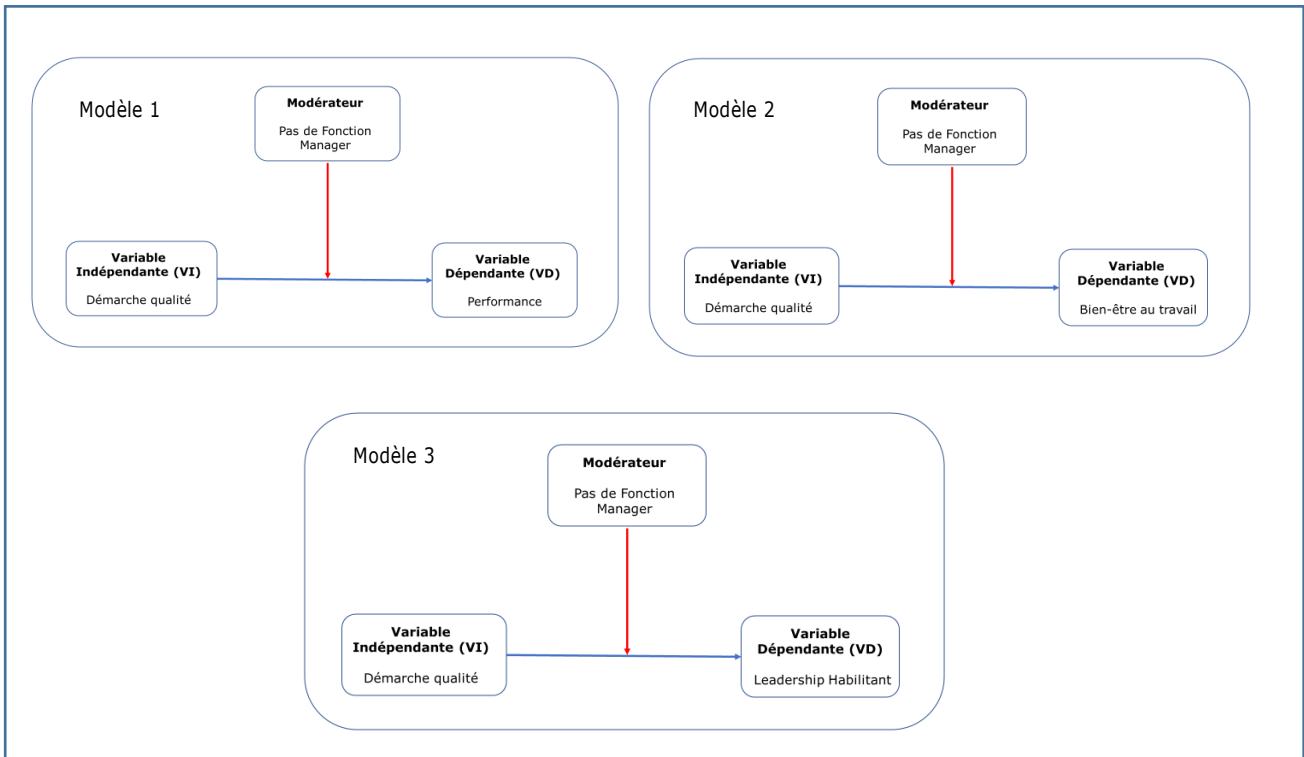 Modèle 1
Modérateur
Pas de Fonction
Manager
Variable
Indépendante (VI)
Démarche qualité
Variable
Dépendante (VD)
Performance
Modèle 2
Modérateur
Pas de Fonction
Manager
Variable
Indépendante (VI)
Démarche qualité
Variable
Dépendante (VD)
Bien-être au travail
Modèle 3
Modérateur
Pas de Fonction
Manager
Variable
Indépendante (VI)
Démarche qualité
Variable
Dépendante (VD)
Leadership Habilitant